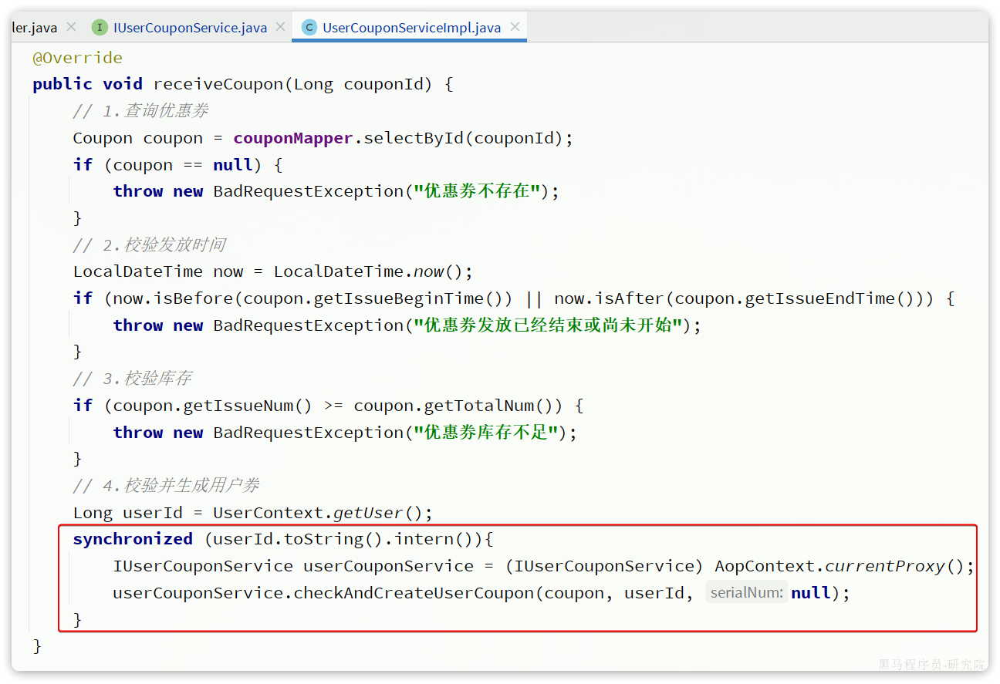 ler.java × I IUserCouponService.java × C UserCouponServiceImpl.java ×
@Override
public void receiveCoupon(Long couponId) {
    // 1.查询优惠券
    Coupon coupon = couponMapper.selectById(couponId);
    if (coupon == null) {
        throw new BadRequestException("优惠券不存在");
    }
    // 2.校验发放时间
    LocalDateTime now = LocalDateTime.now();
    if (now.isBefore(coupon.getIssueBeginTime()) || now.isAfter(coupon.getIssueEndTime())) {
        throw new BadRequestException("优惠券发放已经结束或尚未开始");
    }
    // 3.校验库存
    if (coupon.getIssueNum() >= coupon.getTotalNum()) {
        throw new BadRequestException("优惠券库存不足");
    }
    // 4.校验并生成用户券
    Long userId = UserContext.getUser();
    synchronized (userId.toString().intern()){
        IUserCouponService userCouponService = (IUserCouponService) AopContext.currentProxy();
        userCouponService.checkAndCreateUserCoupon(coupon, userId, serialNum: null);
    }
}
黑马程序员-研究院